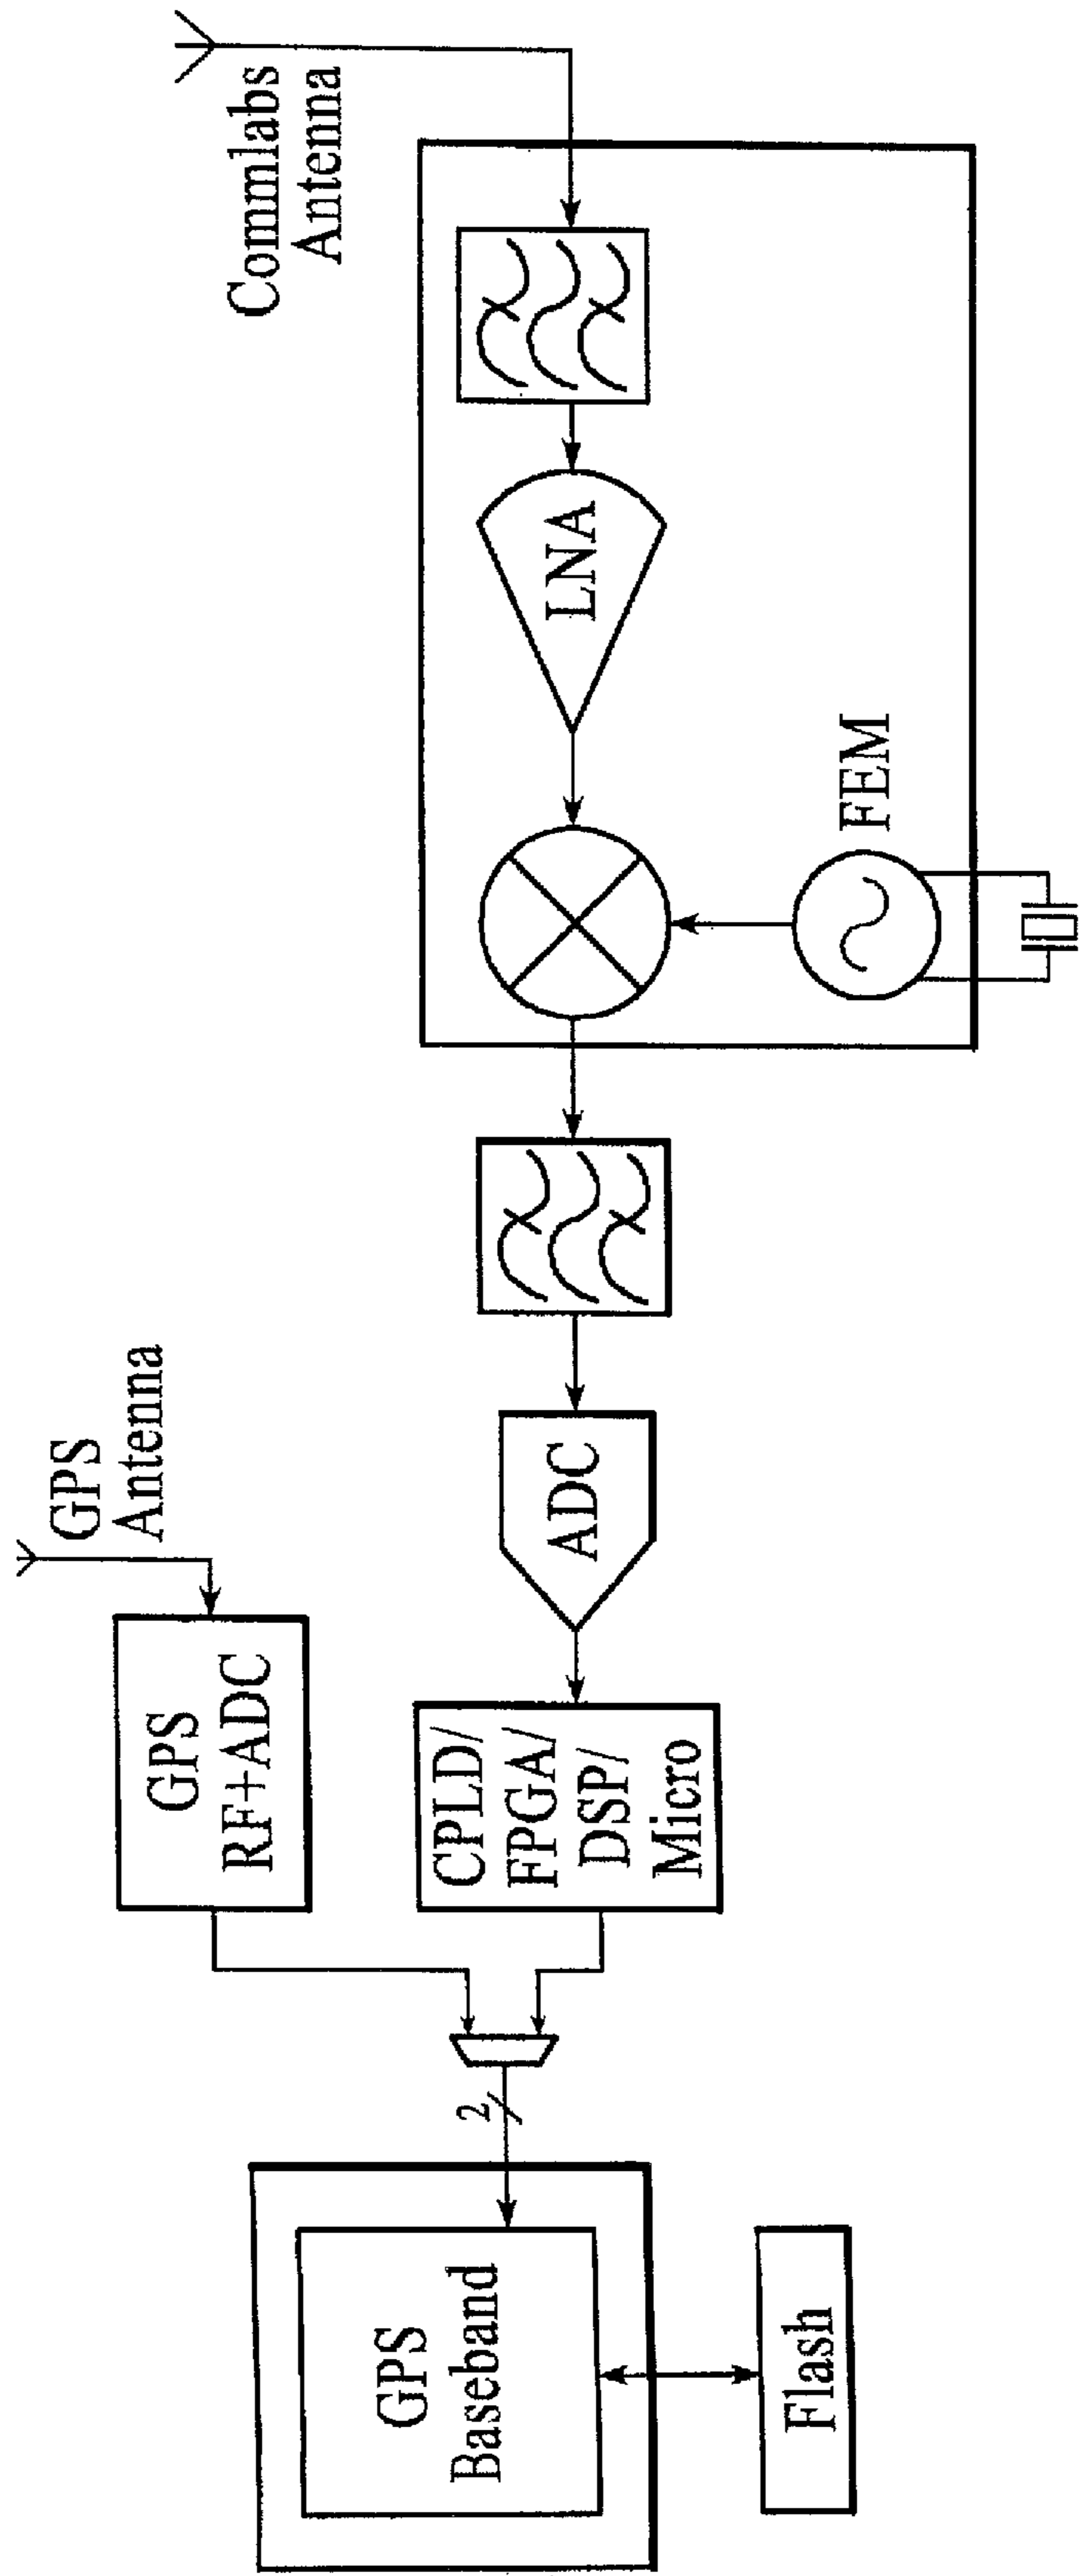 GPS
Baseband
Flash
2
GPS
RF+ADC
GPS
Antenna
CPLD/
FPGA/
DSP/
Micro
ADC
FEM
LNA
Commlabs
Antenna